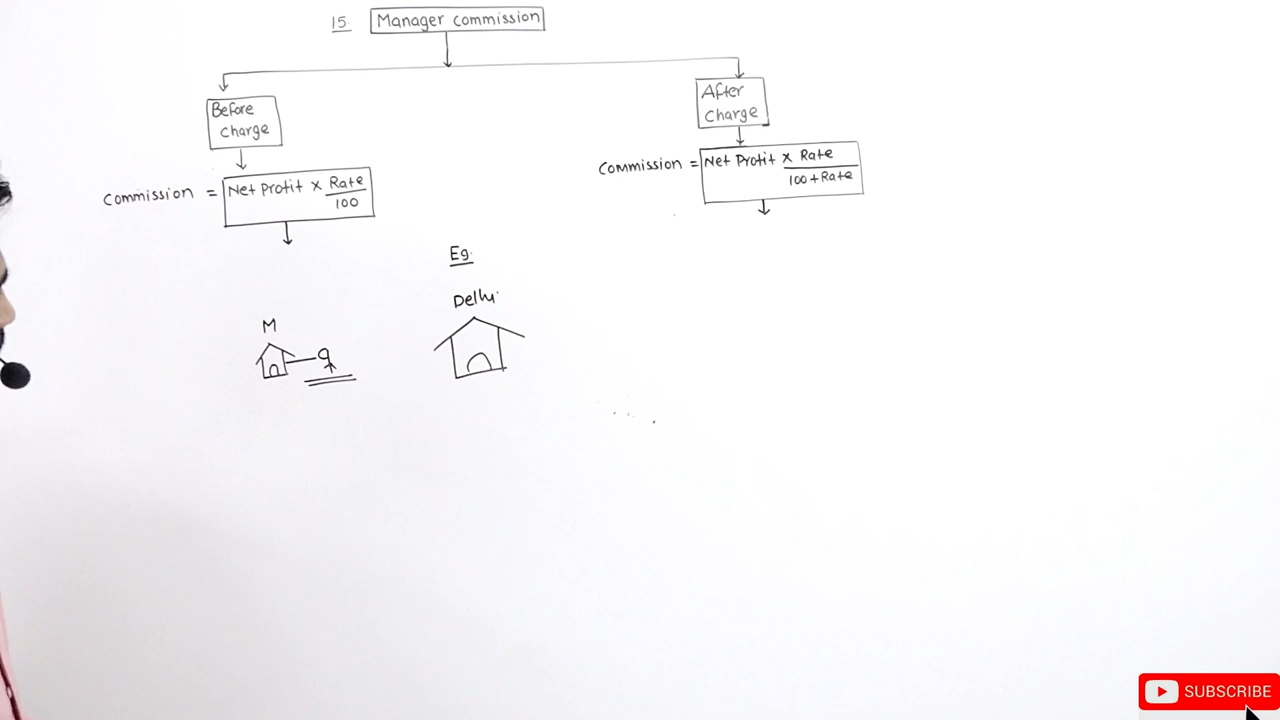 15. Manager commission
Before
charge
Commission = Net Profit x Rate
100
After
charge
Commission = Net Profit x Rate
100 + Rate
Eg.
Delhi
M
SUBSCRIBE